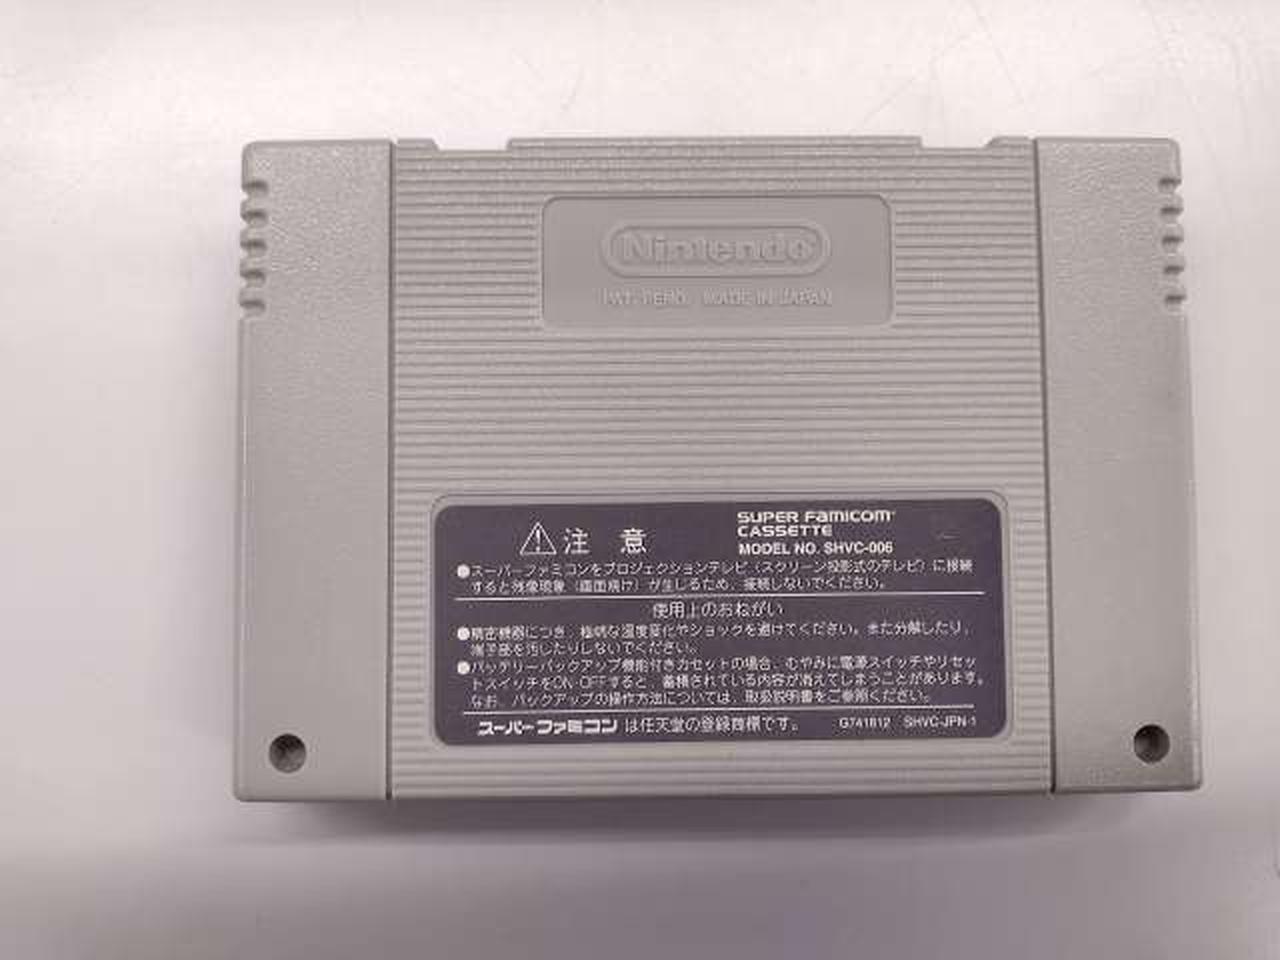 Nintendo
PAT. PEND. MADE IN JAPAN
⚠注 意
SUPER FAMICOM
CASSETTE
MODEL NO. SHVC-006
●スーパーファミコンをプロジェクションテレビ（スクリーン投影式のテレビ）に接続
すると残像現象（画面焼け）が生じるため、接続しないでください。
使用上のおねがい
●精密機器につき、極端な温度変化やショックを避けてください。また分解したり、
端子部を汚したりしないでください。
●バッテリーバックアップ機能付きカセットの場合、むやみに電源スイッチやリセッ
トスイッチをON-OFFすると、蓄積されている内容が消えてしまうことがあります。
なお、バックアップの操作方法については、取扱説明書をご参照ください。
スーパーファミコン は任天堂の登録商標です。 G741812 SHVC-JPN-1